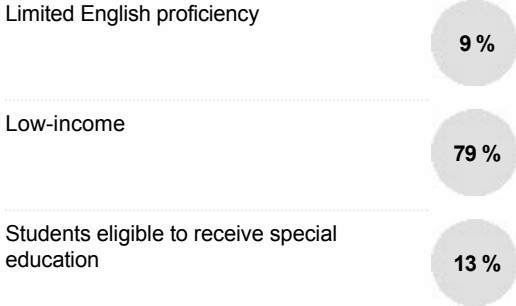 Limited English proficiency
9 %
Low-income
79 %
Students eligible to receive special
education
13 %